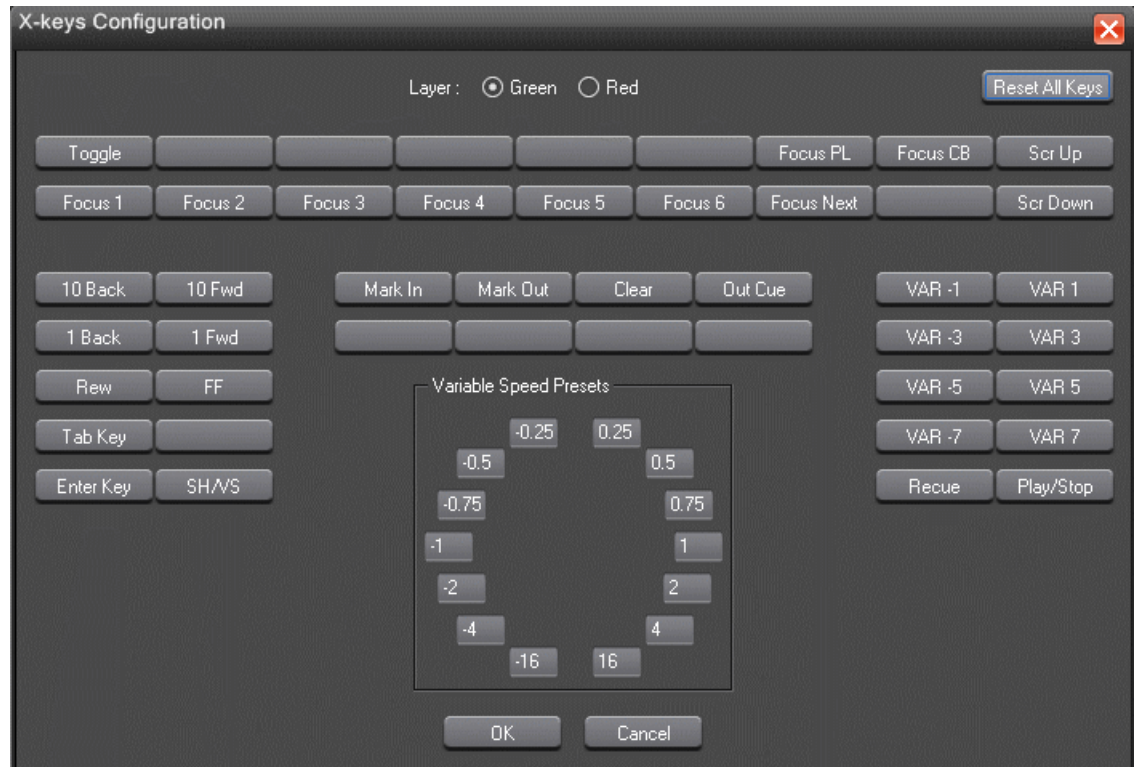 X-keys Configuration
Layer : Green Red Reset All Keys
Toggle Focus PL Focus CB Scr Up
Focus 1 Focus 2 Focus 3 Focus 4 Focus 5 Focus 6 Focus Next Scr Down
10 Back 10 Fwd Mark In Mark Out Clear Out Cue VAR -1 VAR 1
1 Back 1 Fwd VAR -3 VAR 3
Rew FF Variable Speed Presets VAR -5 VAR 5
Tab Key -0.25 0.25 VAR -7 VAR 7
-0.5 0.5
Enter Key SH/VS Recue Play/Stop
-0.75 0.75
-1 1
-2 2
-4 4
-16 16
OK Cancel